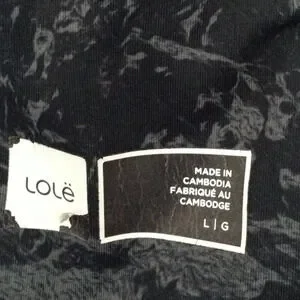 Lolë
MADE IN
CAMBODIA
FABRIQUÉ AU
CAMBODGE
L | G